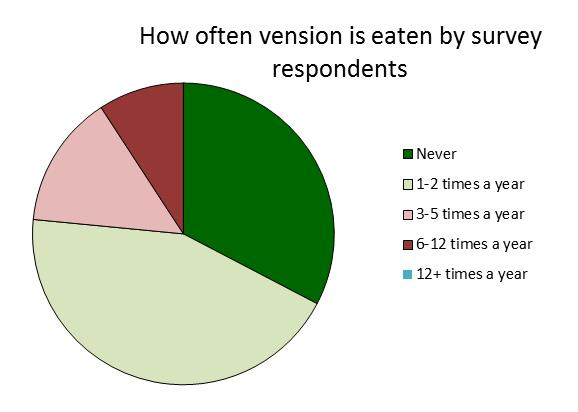 How often vension is eaten by survey
respondents
Never
1-2 times a year
3-5 times a year
6-12 times a year
12+ times a year